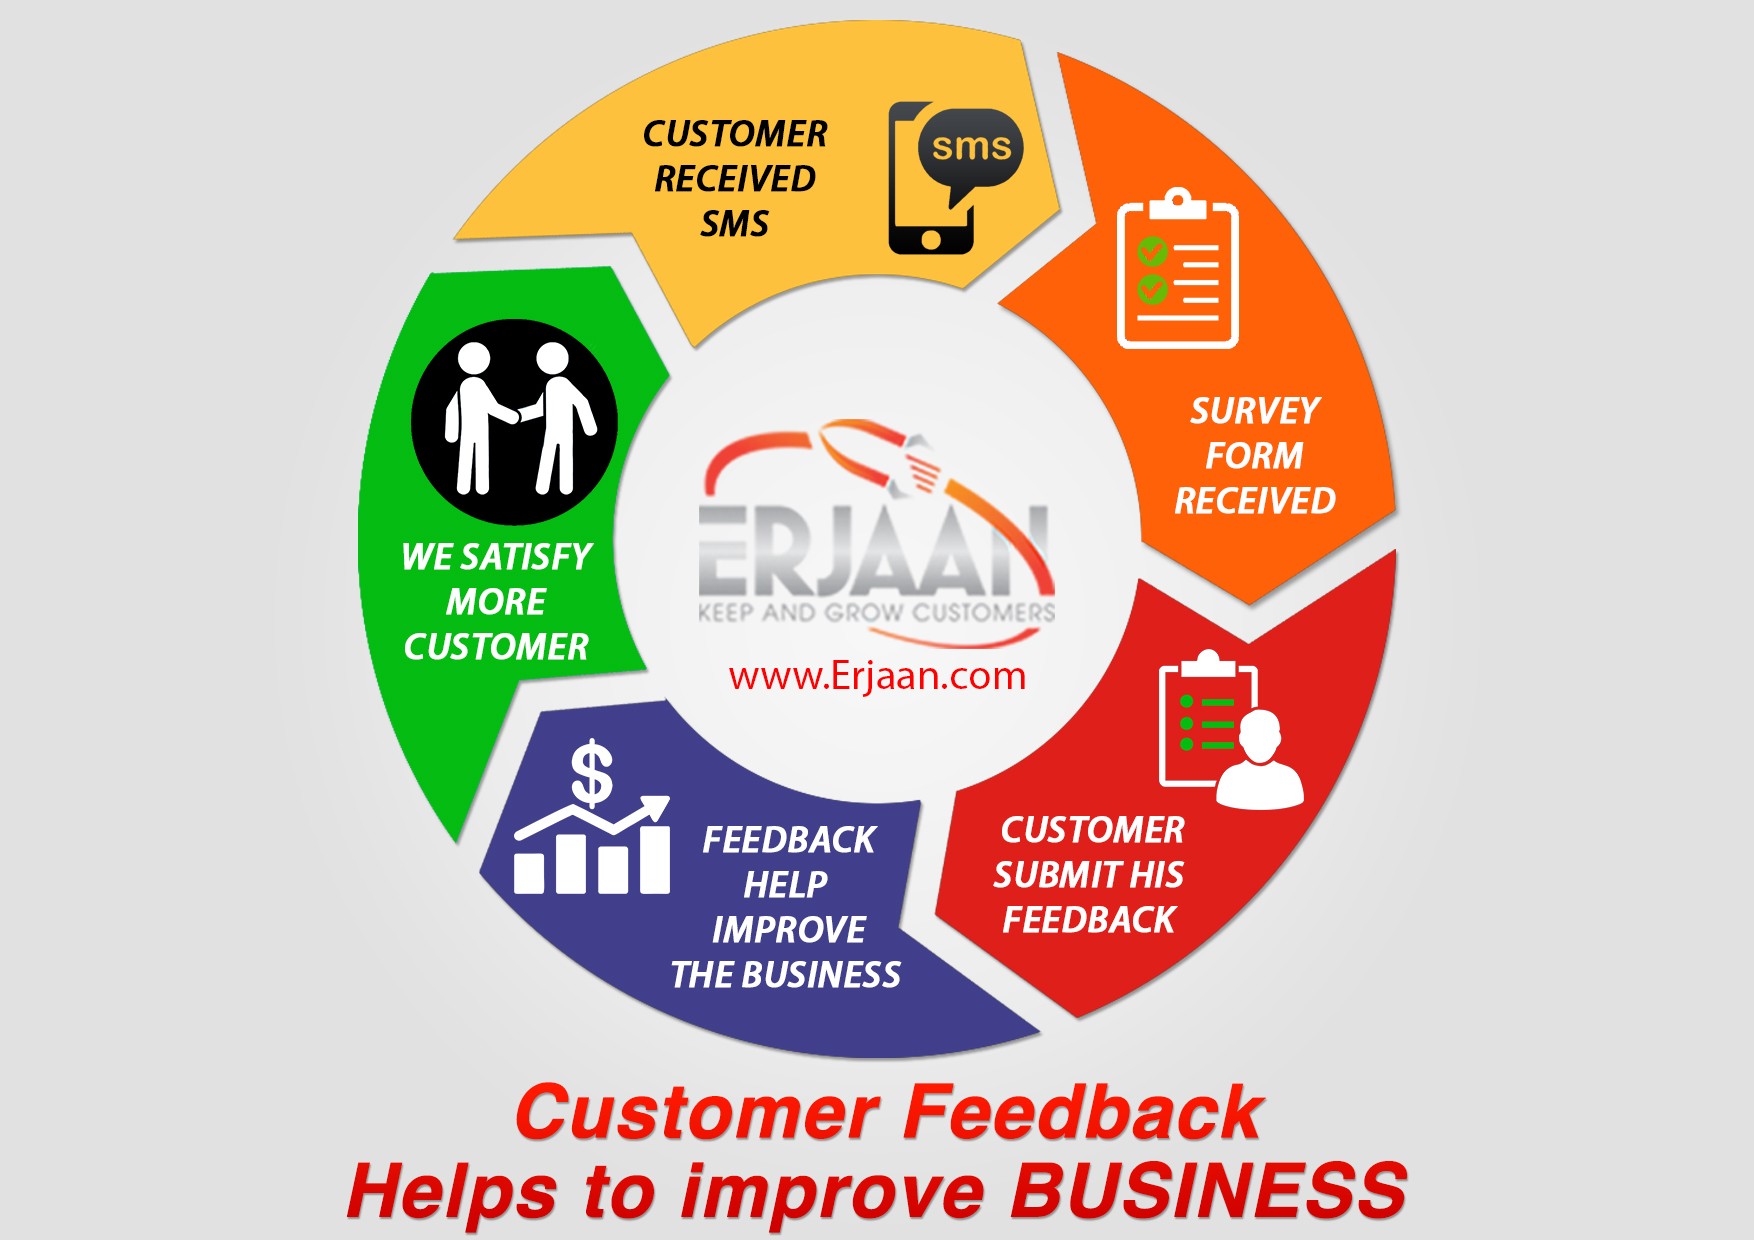 CUSTOMER
RECEIVED
SMS
sms
SURVEY
FORM
RECEIVED
CUSTOMER
SUBMIT HIS
FEEDBACK
$
FEEDBACK
HELP
IMPROVE
THE BUSINESS
WE SATISFY
MORE
CUSTOMER
ERJAAN
KEEP AND GROW CUSTOMERS
www.Erjaan.com
Customer Feedback
Helps to improve BUSINESS